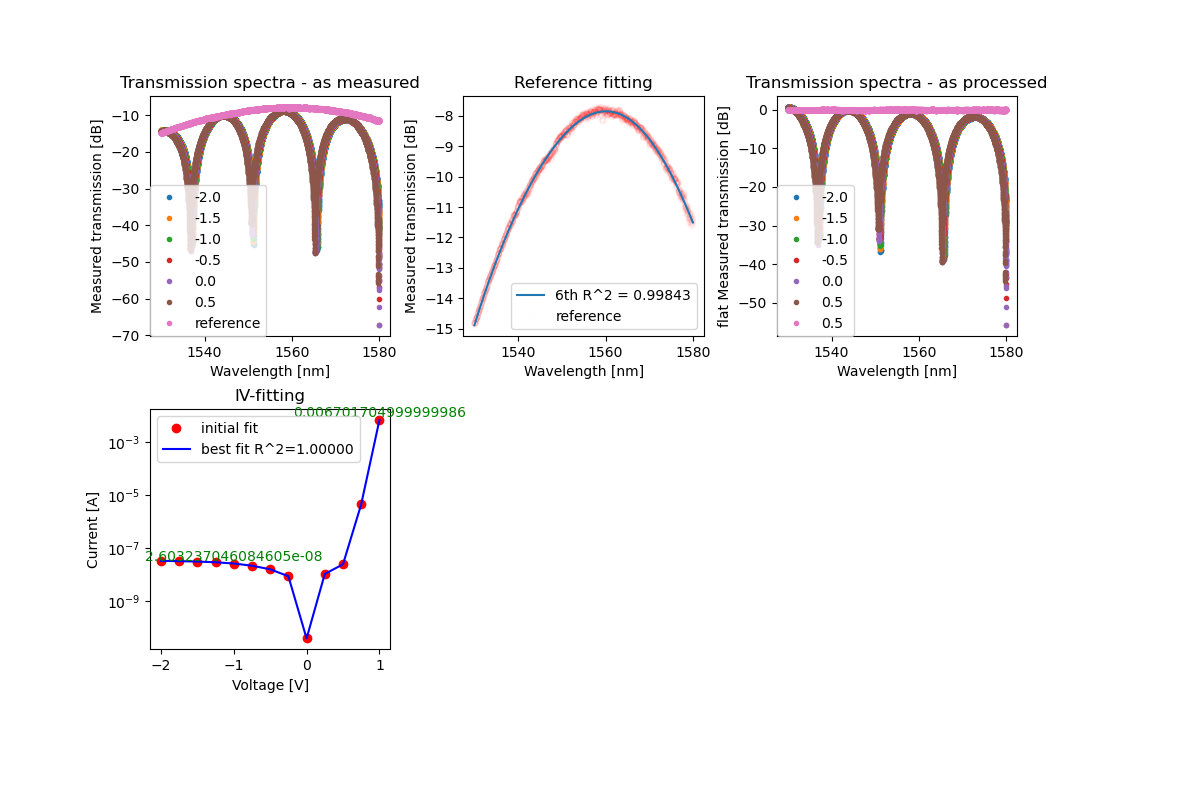 Transmission spectra - as measured
Measured transmission [dB]
−10
−20
−30
−40
−50
−60
−70
-2.0
-1.5
-1.0
-0.5
0.0
0.5
reference
1540
1560
1580
Wavelength [nm]
Reference fitting
Measured transmission [dB]
−8
−9
−10
−11
−12
−13
−14
−15
6th R^2 = 0.99843
reference
1540
1560
1580
Wavelength [nm]
Transmission spectra - as processed
flat Measured transmission [dB]
0
−10
−20
−30
−40
−50
-2.0
-1.5
-1.0
-0.5
0.0
0.5
0.5
1540
1560
1580
Wavelength [nm]
IV-fitting
0.006701704999999986
initial fit
best fit R^2=1.00000
Current [A]
10⁻³
10⁻⁵
10⁻⁷
10⁻⁹
2.603237046084605e-08
−2
−1
0
1
Voltage [V]